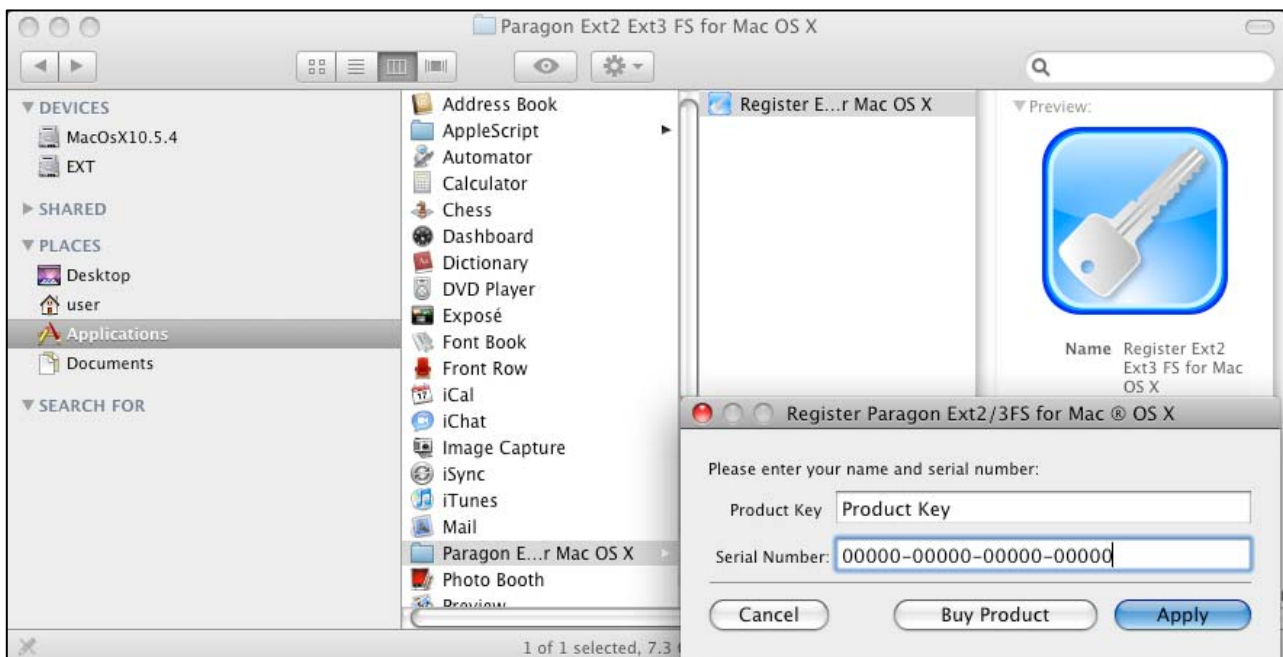 Paragon Ext2 Ext3 FS for Mac OS X
DEVICES
MacOsX10.5.4
EXT
SHARED
PLACES
Desktop
user
Applications
Documents
SEARCH FOR
Address Book
AppleScript
Automator
Calculator
Chess
Dashboard
Dictionary
DVD Player
Exposé
Font Book
Front Row
iCal
iChat
Image Capture
iSync
iTunes
Mail
Paragon E...r Mac OS X
Photo Booth
Preview
Register E...r Mac OS X
Preview:
Name Register Ext2
Ext3 FS for Mac
OS X
1 of 1 selected, 7.3
Register Paragon Ext2/3FS for Mac ® OS X
Please enter your name and serial number:
Product Key Product Key
Serial Number: 00000-00000-00000-00000
Cancel Buy Product Apply